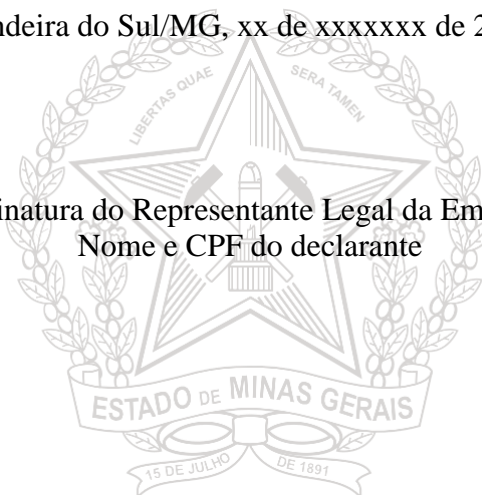 ndeira do Sul/MG, xx de xxxxxxx de 2
LIBERTAS QUAE SERA TAMEN
inatura do Representante Legal da Em
Nome e CPF do declarante
ESTADO DE MINAS GERAIS
15 DE JULHO DE 1891